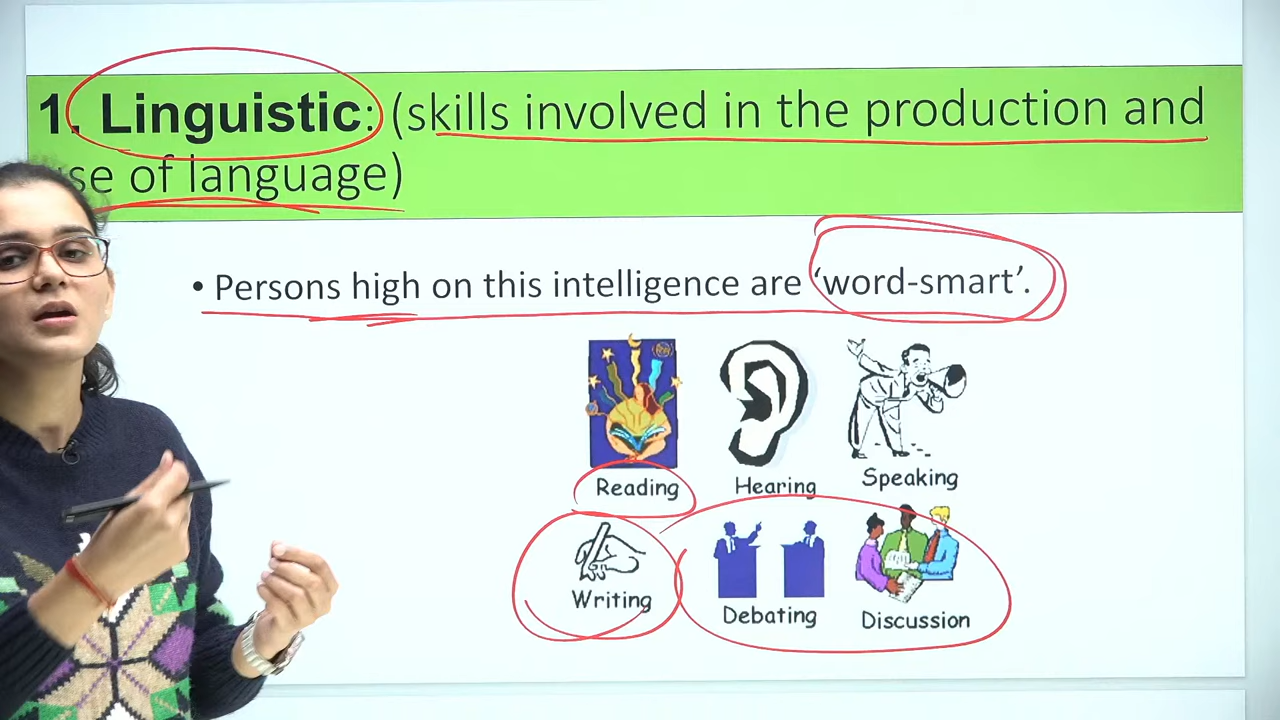 1. Linguistic: (skills involved in the production and
use of language)
• Persons high on this intelligence are ‘word-smart’.
Reading Hearing Speaking
Writing Debating Discussion